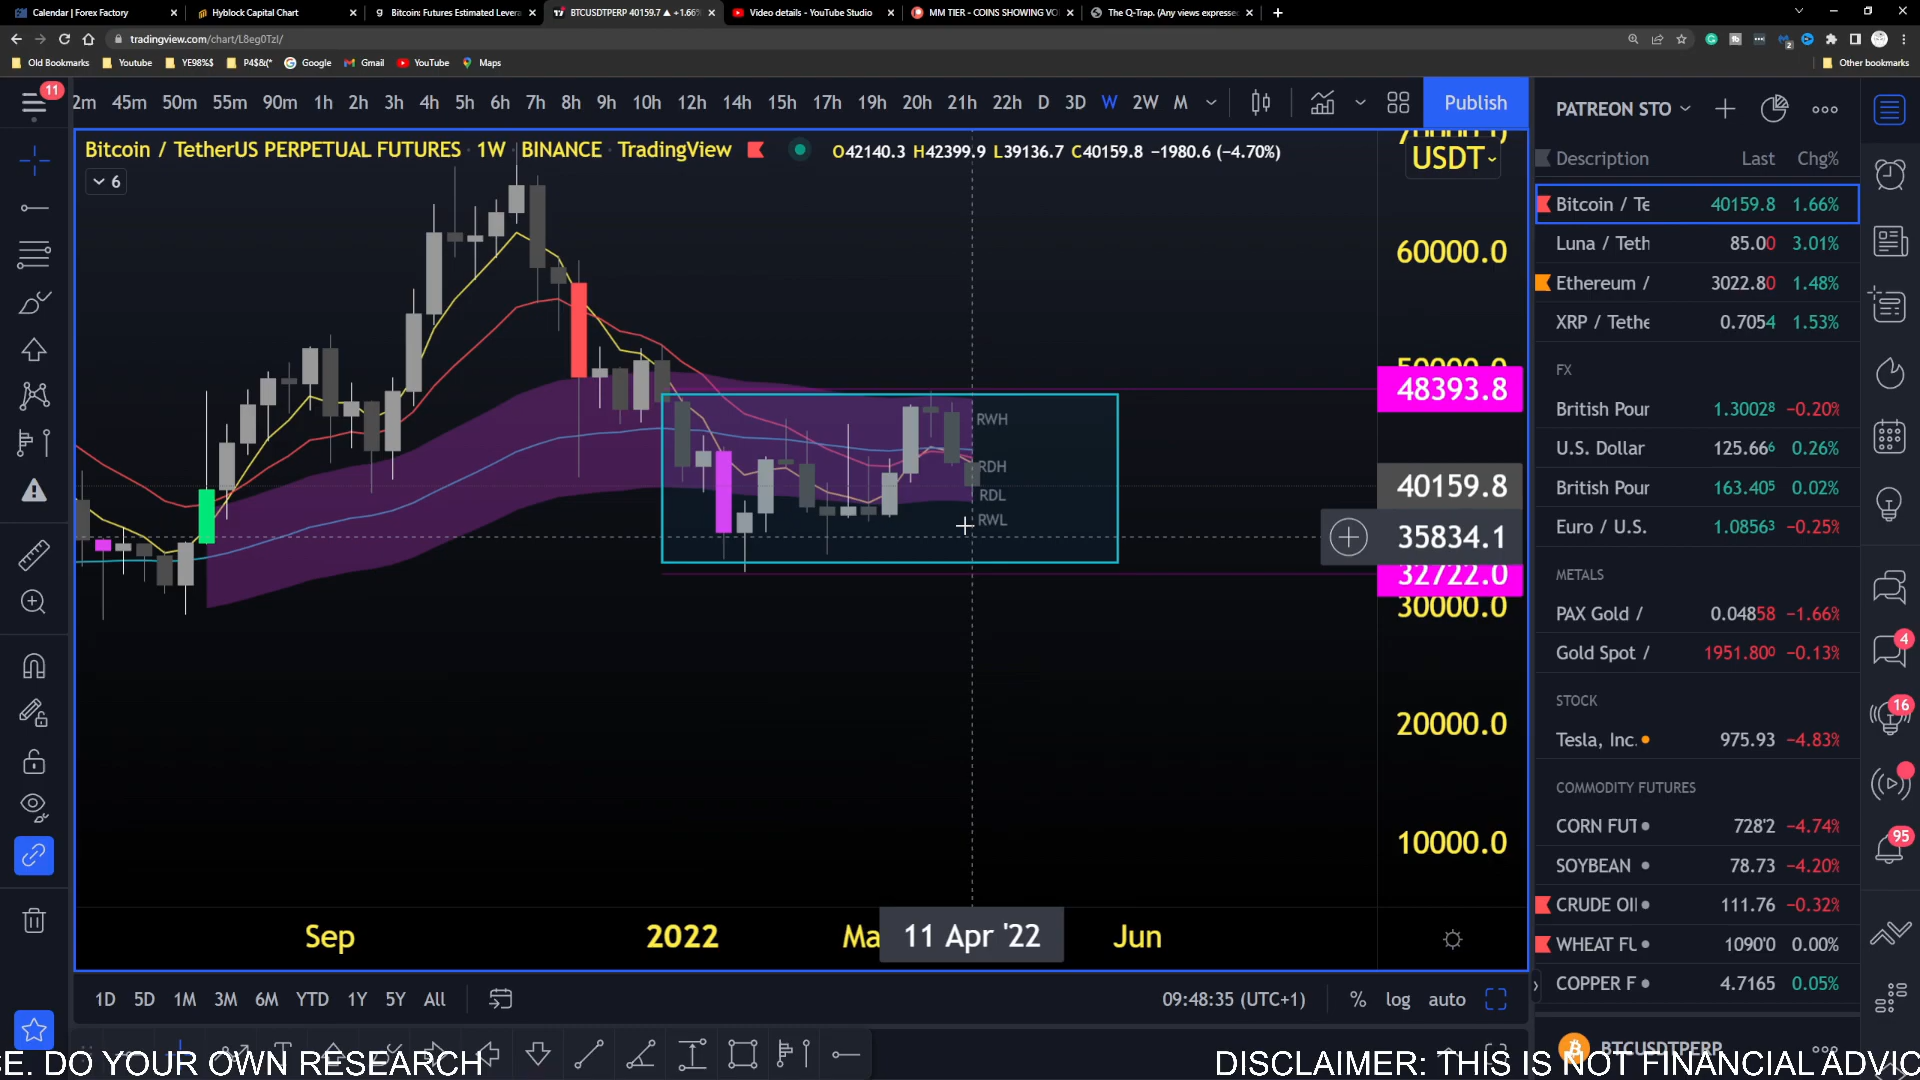 Calendar | Forex Factory
Hyblock Capital Chart
Bitcoin: Futures Estimated Levera
BTCUSDTPERP 40159.7 ▲ +1.66%
Video details - YouTube Studio
MM TIER - COINS SHOWING VO
The Q-Trap. (Any views expresse
tradingview.com/chart/L8eg0TzI/
Old Bookmarks
Youtube
YE98%$
P4$&(*
Google
Gmail
YouTube
Maps
Other bookmarks
11
2m 45m 50m 55m 90m 1h 2h 3h 4h 5h 6h 7h 8h 9h 10h 12h 14h 15h 17h 19h 20h 21h 22h D 3D W 2W M
Publish
PATREON STO
Bitcoin / TetherUS PERPETUAL FUTURES · 1W · BINANCE · TradingView
O42140.3 H42399.9 L39136.7 C40159.8 −1980.6 (−4.70%)
USDT
6
Description Last Chg%
Bitcoin / Te 40159.8 1.66%
Luna / Teth 85.00 3.01%
Ethereum / 3022.80 1.48%
XRP / Tethe 0.7054 1.53%
FX
British Pour 1.30028 −0.20%
U.S. Dollar 125.666 0.26%
British Pour 163.405 0.02%
Euro / U.S. 1.08563 −0.25%
METALS
PAX Gold / 0.04858 −1.66%
Gold Spot / 1951.800 −0.13%
STOCK
Tesla, Inc. 975.93 −4.83%
COMMODITY FUTURES
CORN FUT 728'2 −4.74%
SOYBEAN 78.73 −4.20%
CRUDE OIL 111.76 −0.32%
WHEAT FU 1090'0 0.00%
COPPER F 4.7165 0.05%
BTCUSDTPERP
4
16
95
60000.0
50000.0
48393.8
40159.8
35834.1
32722.0
30000.0
20000.0
10000.0
RWH
RDH
RDL
RWL
Sep
2022
Ma
11 Apr '22
Jun
1D 5D 1M 3M 6M YTD 1Y 5Y All
09:48:35 (UTC+1)
% log auto
E. DO YOUR OWN RESEARCH
DISCLAIMER: THIS IS NOT FINANCIAL ADVIC